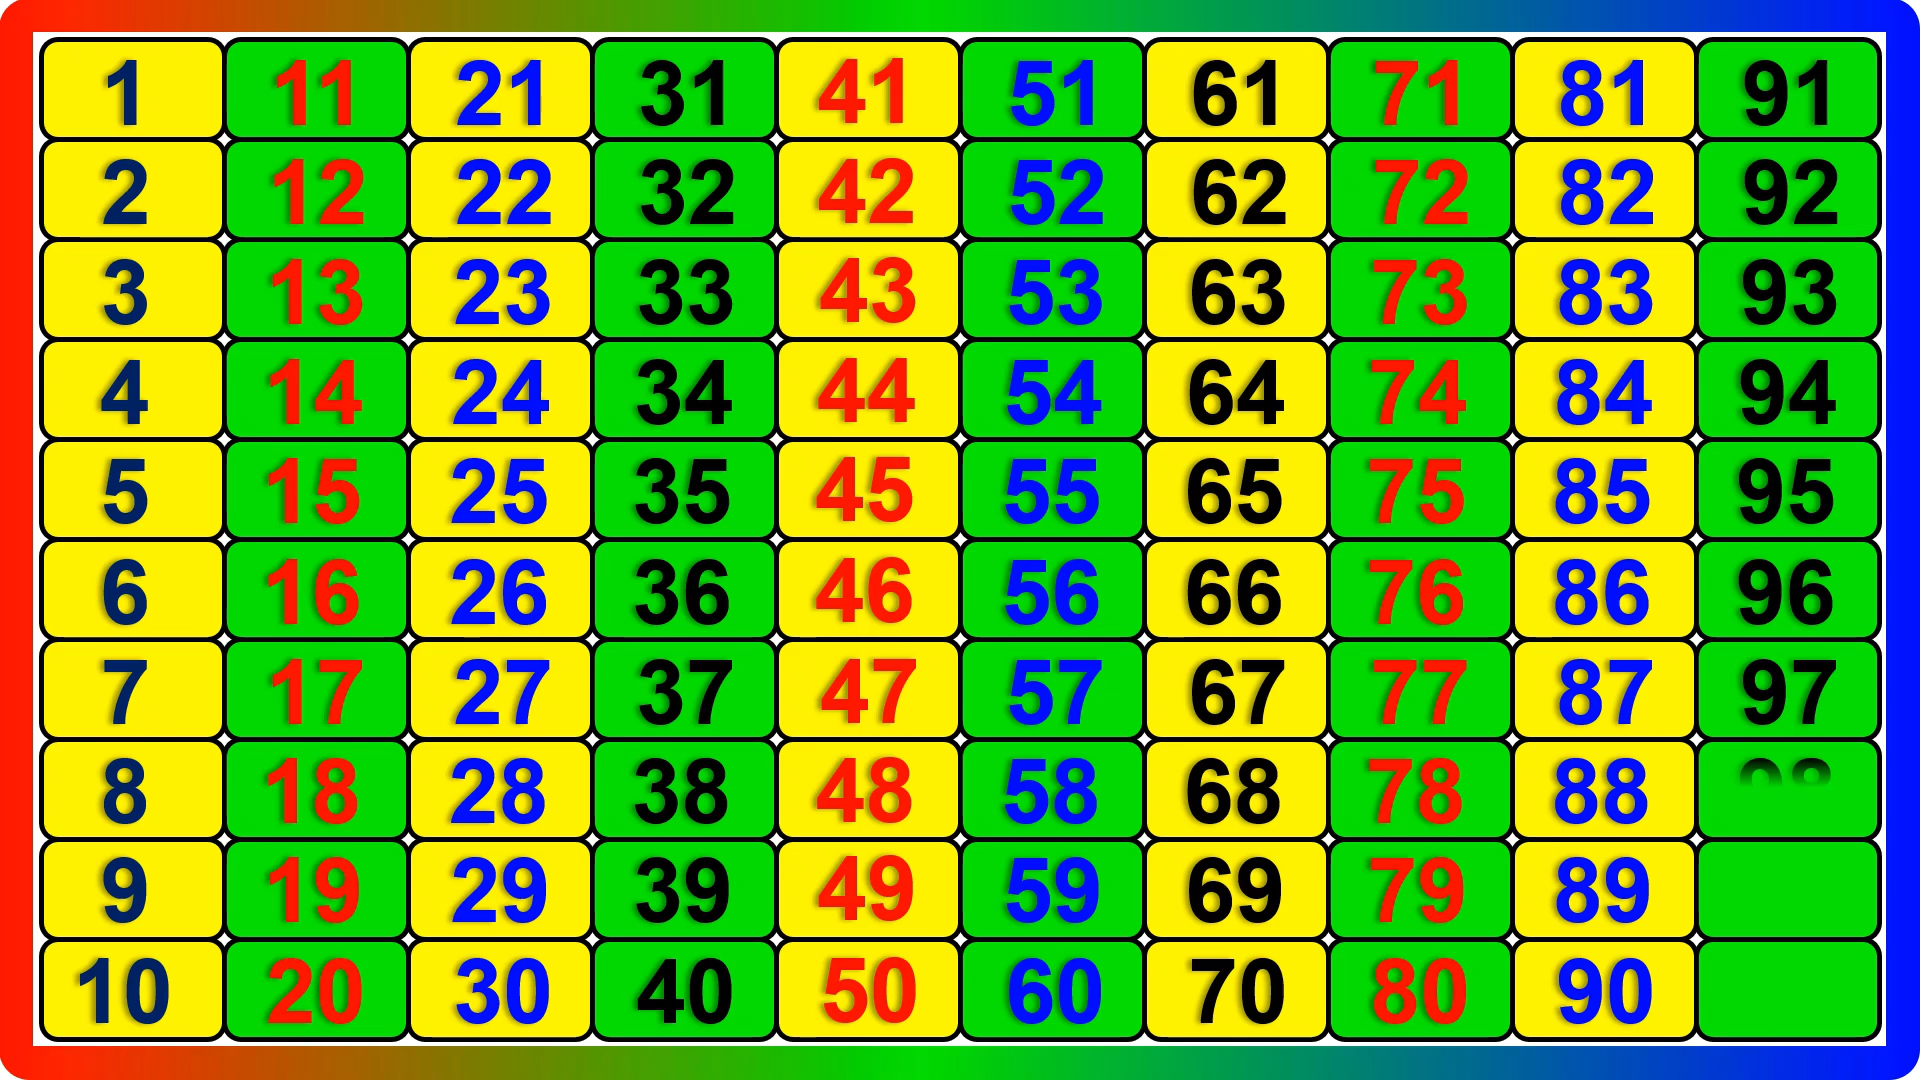 1 11 21 31 41 51 61 71 81 91
2 12 22 32 42 52 62 72 82 92
3 13 23 33 43 53 63 73 83 93
4 14 24 34 44 54 64 74 84 94
5 15 25 35 45 55 65 75 85 95
6 16 26 36 46 56 66 76 86 96
7 17 27 37 47 57 67 77 87 97
8 18 28 38 48 58 68 78 88
9 19 29 39 49 59 69 79 89
10 20 30 40 50 60 70 80 90